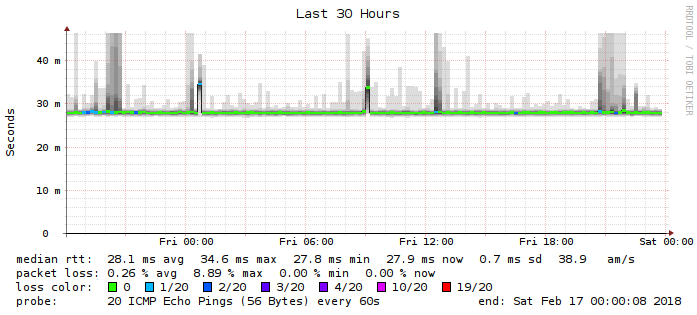 Last 30 Hours
RRDTOOL / TOBI OETIKER
Seconds
40 m
30 m
20 m
10 m
0
Fri 00:00 Fri 06:00 Fri 12:00 Fri 18:00 Sat 00:00
median rtt: 28.1 ms avg 34.6 ms max 27.8 ms min 27.9 ms now 0.7 ms sd 38.9 am/s
packet loss: 0.26 % avg 8.89 % max 0.00 % min 0.00 % now
loss color: 0 1/20 2/20 3/20 4/20 10/20 19/20
probe: 20 ICMP Echo Pings (56 Bytes) every 60s end: Sat Feb 17 00:00:08 2018